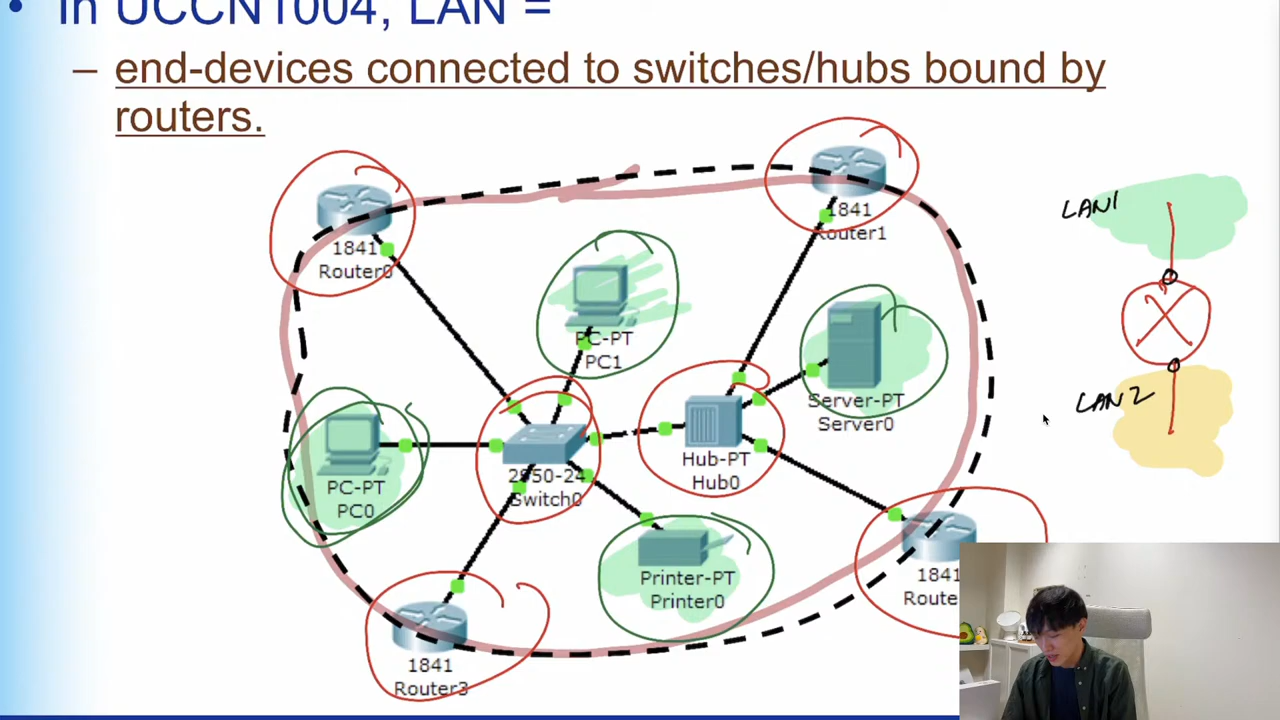 • In UCCN1004, LAN =
– end-devices connected to switches/hubs bound by
routers.
1841
Router0
1841
Router1
LAN1
PC-PT
PC1
Server-PT
Server0
LAN2
PC-PT
PC0
2950-24
Switch0
Hub-PT
Hub0
Printer-PT
Printer0
1841
Route
1841
Router3